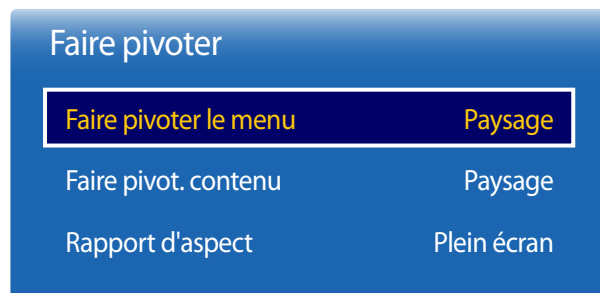 Faire pivoter
Faire pivoter le menu Paysage
Faire pivot. contenu Paysage
Rapport d'aspect Plein écran